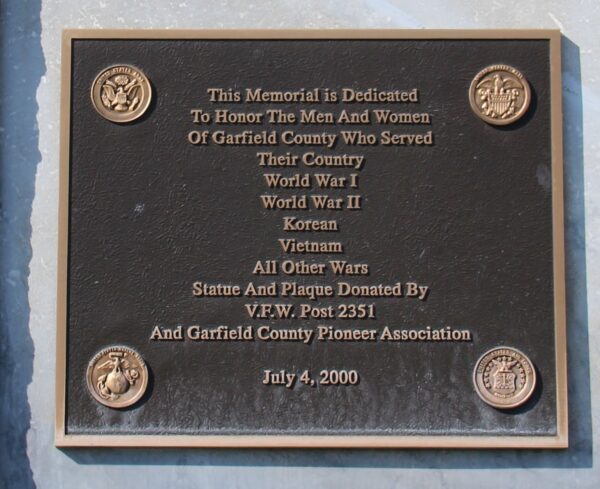 This Memorial is Dedicated
To Honor The Men And Women
Of Garfield County Who Served
Their Country
World War I
World War II
Korean
Vietnam
All Other Wars
Statue And Plaque Donated By
V.F.W. Post 2351
And Garfield County Pioneer Association
July 4, 2000